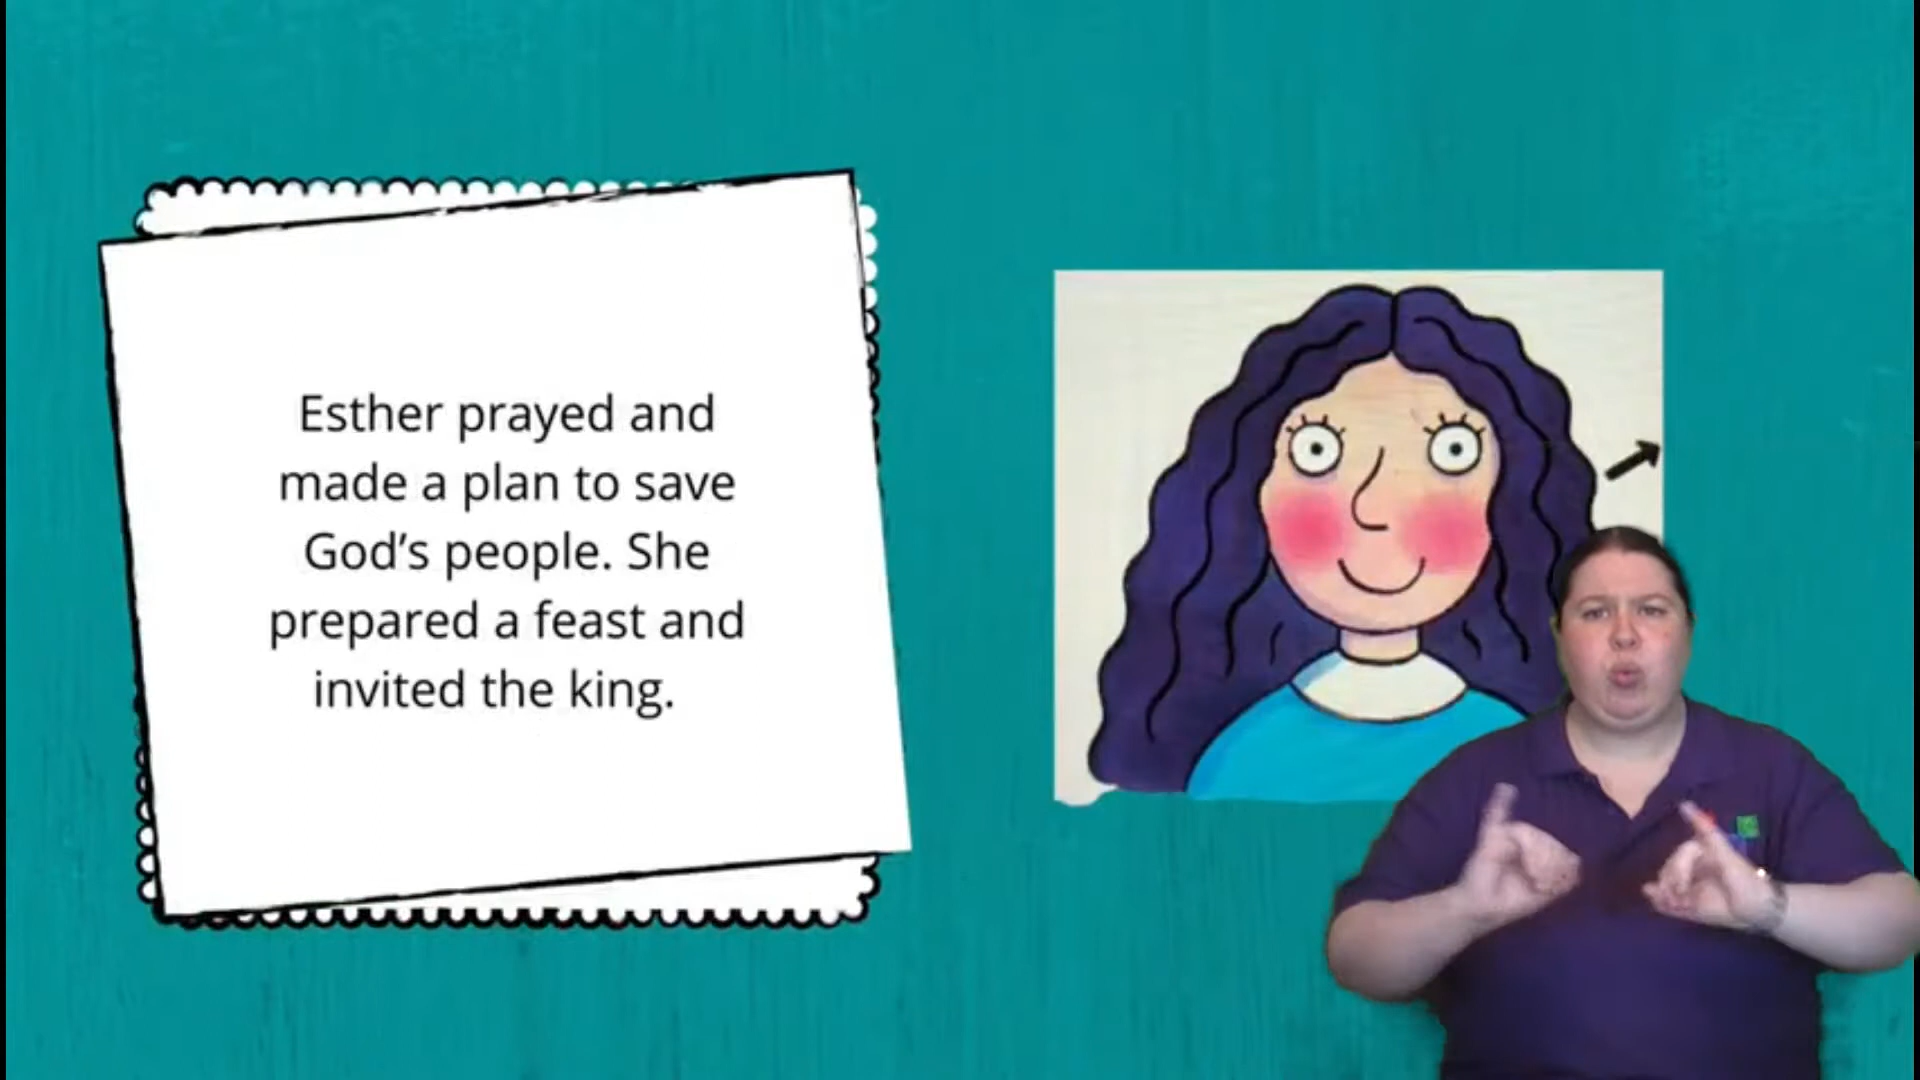 Esther prayed and
made a plan to save
God’s people. She
prepared a feast and
invited the king.